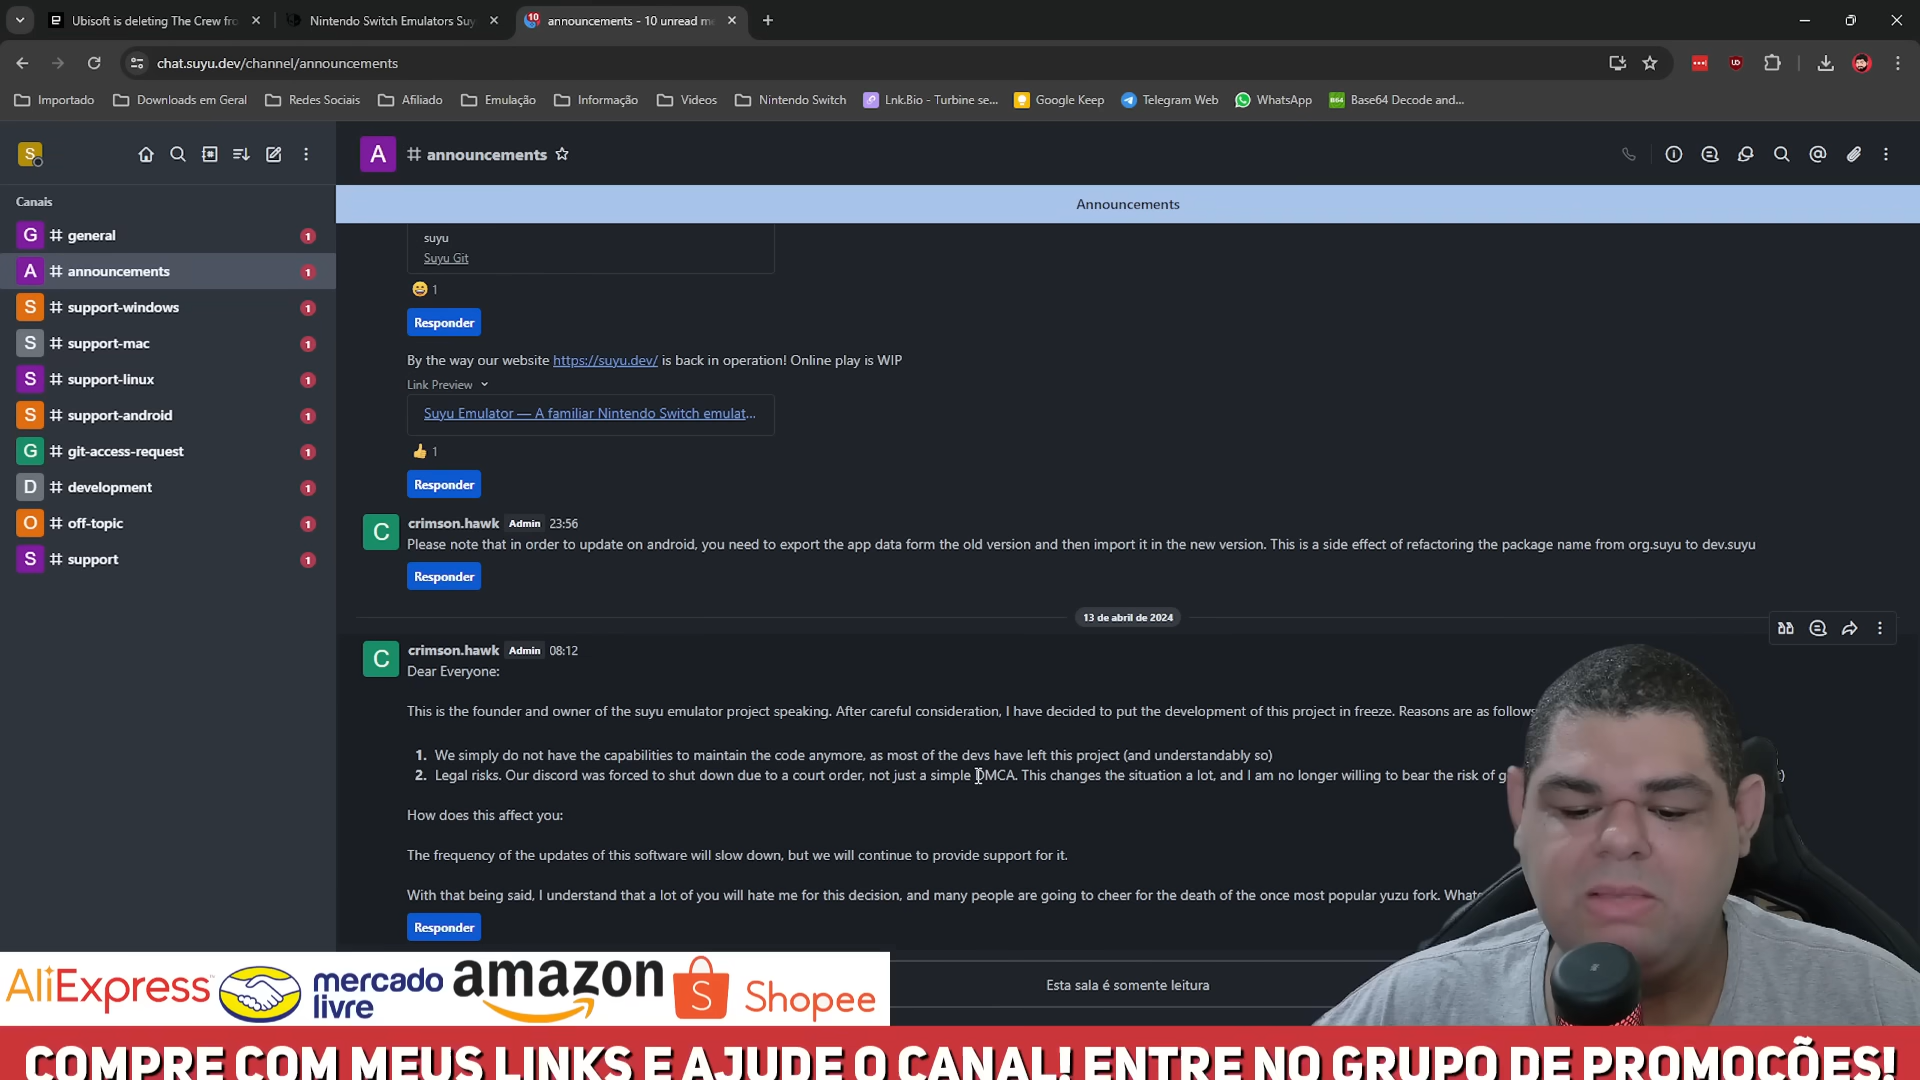 Ubisoft is deleting The Crew fro
Nintendo Switch Emulators Suy
10
announcements - 10 unread me
chat.suyu.dev/channel/announcements
Importado
Downloads em Geral
Redes Sociais
Afiliado
Emulação
Informação
Videos
Nintendo Switch
Lnk.Bio - Turbine se...
Google Keep
Telegram Web
WhatsApp
B64 Base64 Decode and...
S
A # announcements
Announcements
Canais
G # general 1
A # announcements 1
S # support-windows 1
S # support-mac 1
S # support-linux 1
S # support-android 1
G # git-access-request 1
D # development 1
O # off-topic 1
S # support 1
suyu
Suyu Git
1
Responder
By the way our website https://suyu.dev/ is back in operation! Online play is WIP
Link Preview
Suyu Emulator — A familiar Nintendo Switch emulat...
1
Responder
C crimson.hawk Admin 23:56
Please note that in order to update on android, you need to export the app data form the old version and then import it in the new version. This is a side effect of refactoring the package name from org.suyu to dev.suyu
Responder
13 de abril de 2024
C crimson.hawk Admin 08:12
Dear Everyone:
This is the founder and owner of the suyu emulator project speaking. After careful consideration, I have decided to put the development of this project in freeze. Reasons are as follows
1. We simply do not have the capabilities to maintain the code anymore, as most of the devs have left this project (and understandably so)
2. Legal risks. Our discord was forced to shut down due to a court order, not just a simple DMCA. This changes the situation a lot, and I am no longer willing to bear the risk of g
How does this affect you:
The frequency of the updates of this software will slow down, but we will continue to provide support for it.
With that being said, I understand that a lot of you will hate me for this decision, and many people are going to cheer for the death of the once most popular yuzu fork. What
Responder
Esta sala é somente leitura
AliExpress
mercado
livre
amazon
S Shopee
COMPRE COM MEUS LINKS E AJUDE O CANAL! ENTRE NO GRUPO DE PROMOÇÕES!